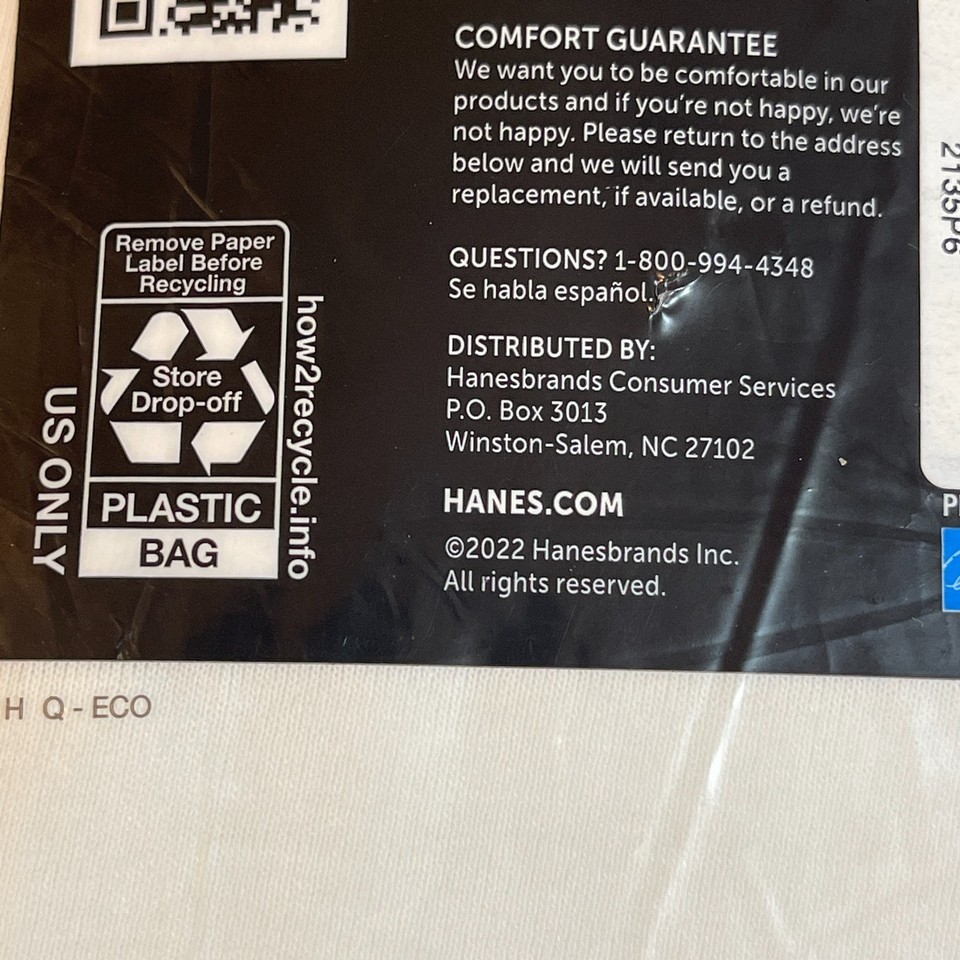 COMFORT GUARANTEE
We want you to be comfortable in our
products and if you're not happy, we're
not happy. Please return to the address
below and we will send you a
replacement, if available, or a refund.
QUESTIONS? 1-800-994-4348
Se habla español.
DISTRIBUTED BY:
Hanesbrands Consumer Services
P.O. Box 3013
Winston-Salem, NC 27102
HANES.COM
©2022 Hanesbrands Inc.
All rights reserved.
Remove Paper
Label Before
Recycling
Store
Drop-off
PLASTIC
BAG
how2recycle.info
US ONLY
2135P6
H Q - ECO